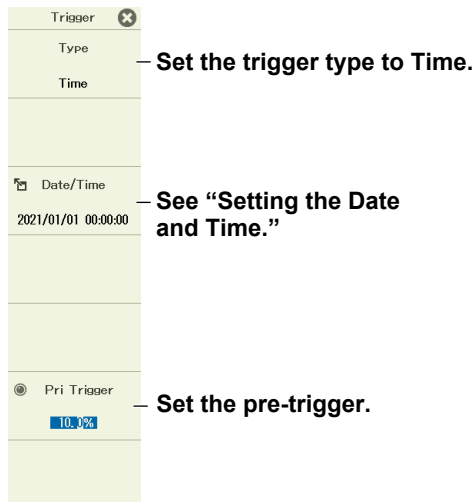 Trigger
Type
Time
Set the trigger type to Time.
Date/Time
2021/01/01 00:00:00
See “Setting the Date
and Time.”
Pri Trigger
10.0%
Set the pre-trigger.